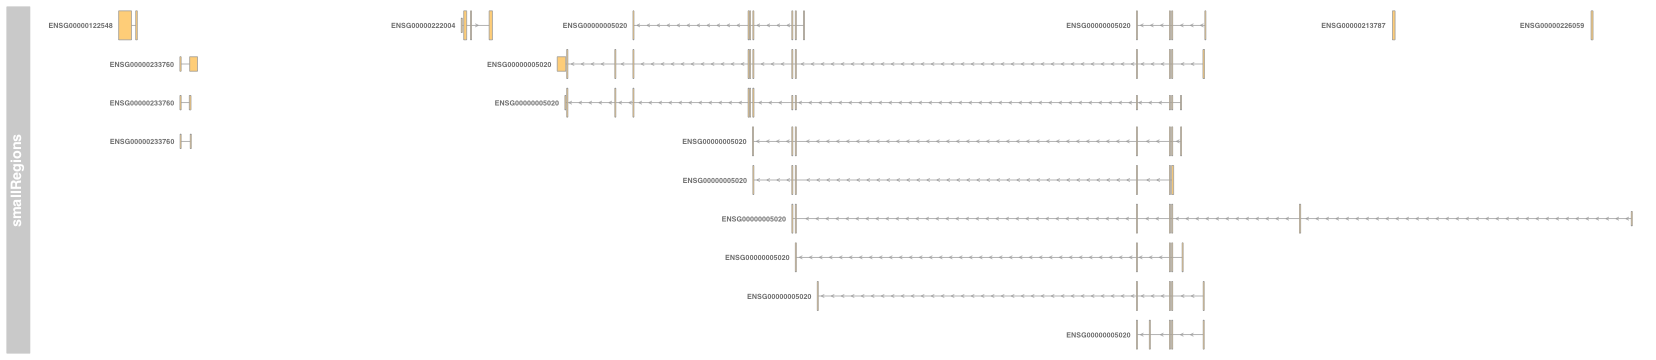 smallRegions
ENSG00000122548
ENSG00000222004
ENSG00000005020
ENSG00000005020
ENSG00000213787
ENSG00000226059
ENSG00000233760
ENSG00000005020
ENSG00000233760
ENSG00000005020
ENSG00000233760
ENSG00000005020
ENSG00000005020
ENSG00000005020
ENSG00000005020
ENSG00000005020
ENSG00000005020